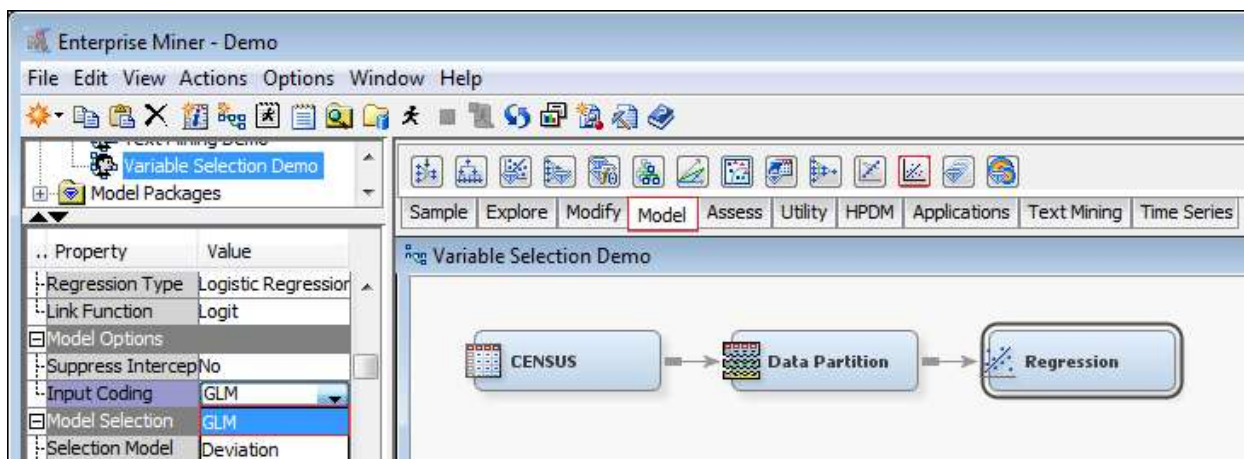 Enterprise Miner - Demo
File Edit View Actions Options Window Help
Text Mining Demo
Variable Selection Demo
Model Packages
Sample Explore Modify Model Assess Utility HPDM Applications Text Mining Time Series
.. Property Value
Regression Type Logistic Regression
Link Function Logit
Model Options
Suppress Intercep No
Input Coding GLM
GLM
Model Selection
Selection Model Deviation
Variable Selection Demo
CENSUS
Data Partition
Regression